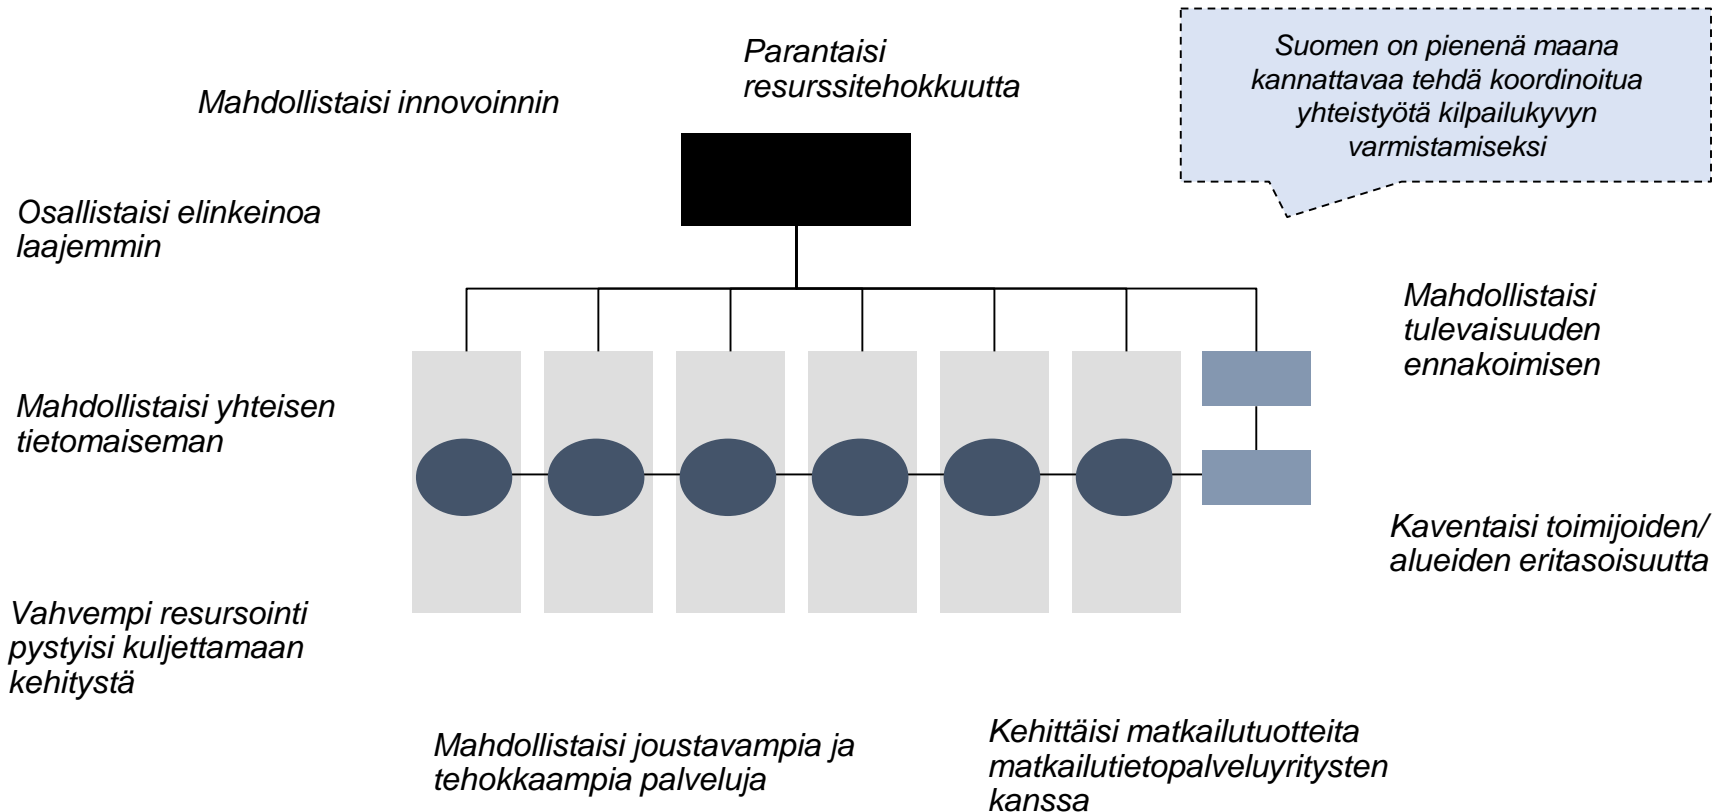 Parantaisi
resurssitehokkuutta
Mahdollistaisi innovoinnin
Suomen on pienenä maana
kannattavaa tehdä koordinoitua
yhteistyötä kilpailukyvyn
varmistamiseksi
Osallistaisi elinkeinoa
laajemmin
Mahdollistaisi
tulevaisuuden
ennakoimisen
Mahdollistaisi yhteisen
tietomaiseman
Kaventaisi toimijoiden/
alueiden eritasoisuutta
Vahvempi resursointi
pystyisi kuljettamaan
kehitystä
Mahdollistaisi joustavampia ja
tehokkaampia palveluja
Kehittäisi matkailutuotteita
matkailutietopalveluyritysten
kanssa